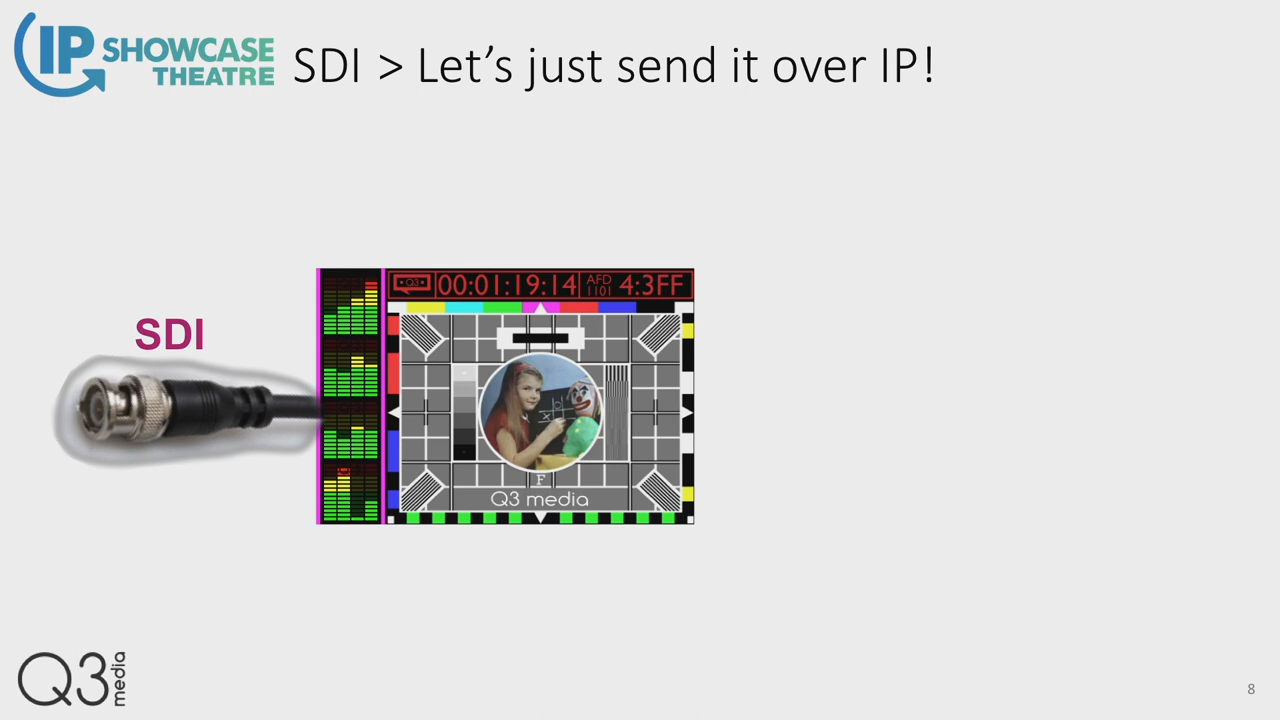 IP SHOWCASE
THEATRE
SDI > Let’s just send it over IP!
SDI
Q3 00:01:19:14 AFD
1101 4:3FF
X O
F
Q3 media
Q3 media
8